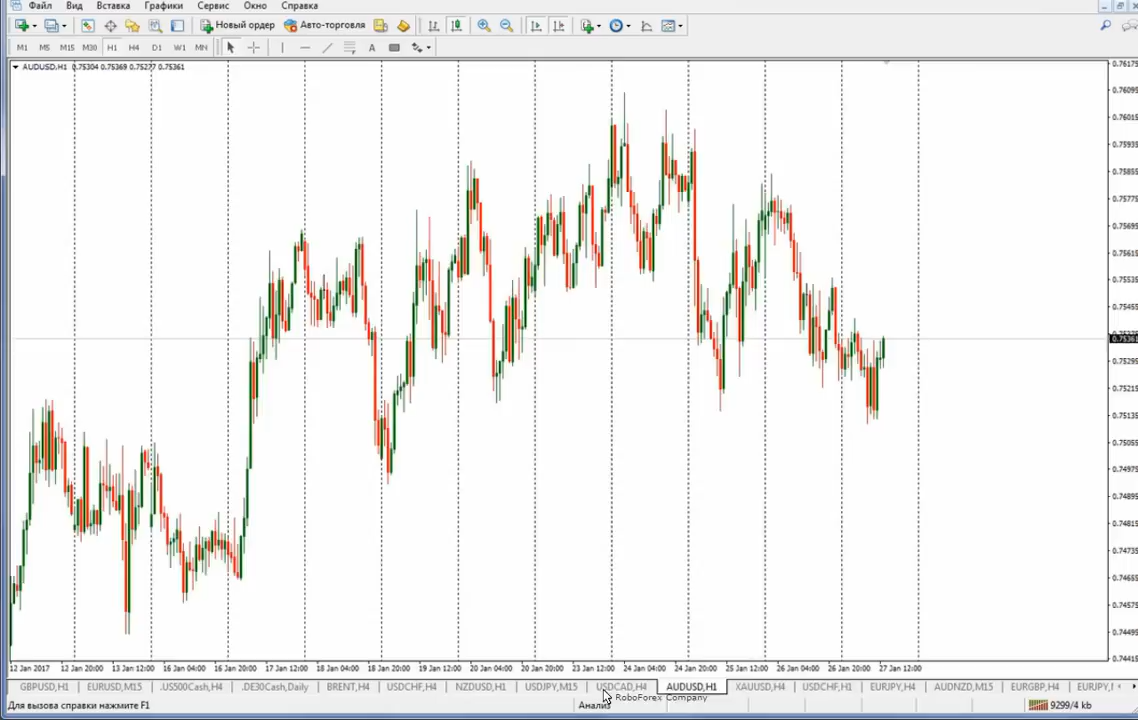 Файл Вид Вставка Графики Сервис Окно Справка
Новый ордер Авто-торговля
M1 M5 M15 M30 H1 H4 D1 W1 MN A
AUDUSD,H1 0.75304 0.75369 0.75277 0.75361
0.76175
0.76095
0.76015
0.75935
0.75855
0.75775
0.75695
0.75615
0.75535
0.75455
0.75361
0.75295
0.75215
0.75135
0.75055
0.74975
0.74895
0.74815
0.74735
0.74655
0.74575
0.74495
0.74415
12 Jan 2017 12 Jan 20:00 13 Jan 12:00 16 Jan 04:00 16 Jan 20:00 17 Jan 12:00 18 Jan 04:00 18 Jan 20:00 19 Jan 12:00 20 Jan 04:00 20 Jan 20:00 23 Jan 12:00 24 Jan 04:00 24 Jan 20:00 25 Jan 12:00 26 Jan 04:00 26 Jan 20:00 27 Jan 12:00
GBPUSD,H1 EURUSD,M15 .US500Cash,H4 .DE30Cash,Daily BRENT,H4 USDCHF,H4 NZDUSD,H1 USDJPY,M15 USDCAD,H4 AUDUSD,H1 XAUUSD,H4 USDCHF,H1 EURJPY,H4 AUDNZD,M15 EURGBP,H4
RoboForex Company
Для вызова справки нажмите F1 Анализ 9299/4 kb